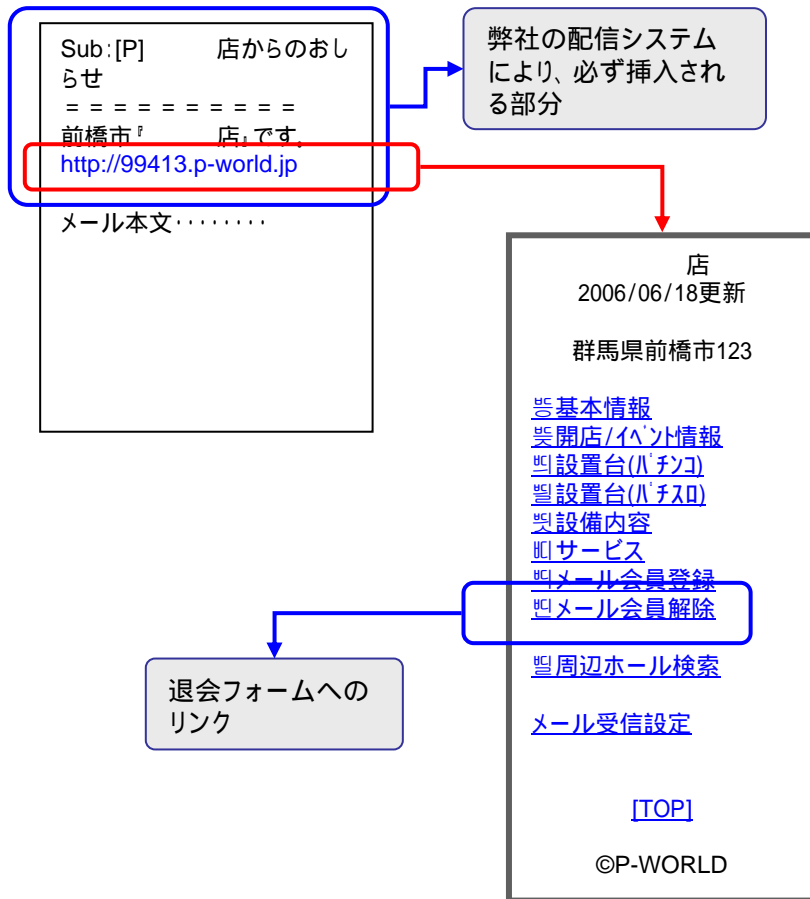 Sub:[P]　　店からのおし
らせ
＝＝＝＝＝＝＝＝＝＝
前橋市『　　　店』です。
http://99413.p-world.jp
メール本文‥‥‥‥
弊社の配信システム
により、必ず挿入され
る部分
店
2006/06/18更新
群馬県前橋市123
基本情報
開店/ｲﾍﾞﾝﾄ情報
設置台(ﾊﾟﾁﾝｺ)
設置台(ﾊﾟﾁｽﾛ)
設備内容
サービス
メール会員登録
メール会員解除
周辺ホール検索
メール受信設定
[TOP]
©P-WORLD
退会フォームへの
リンク